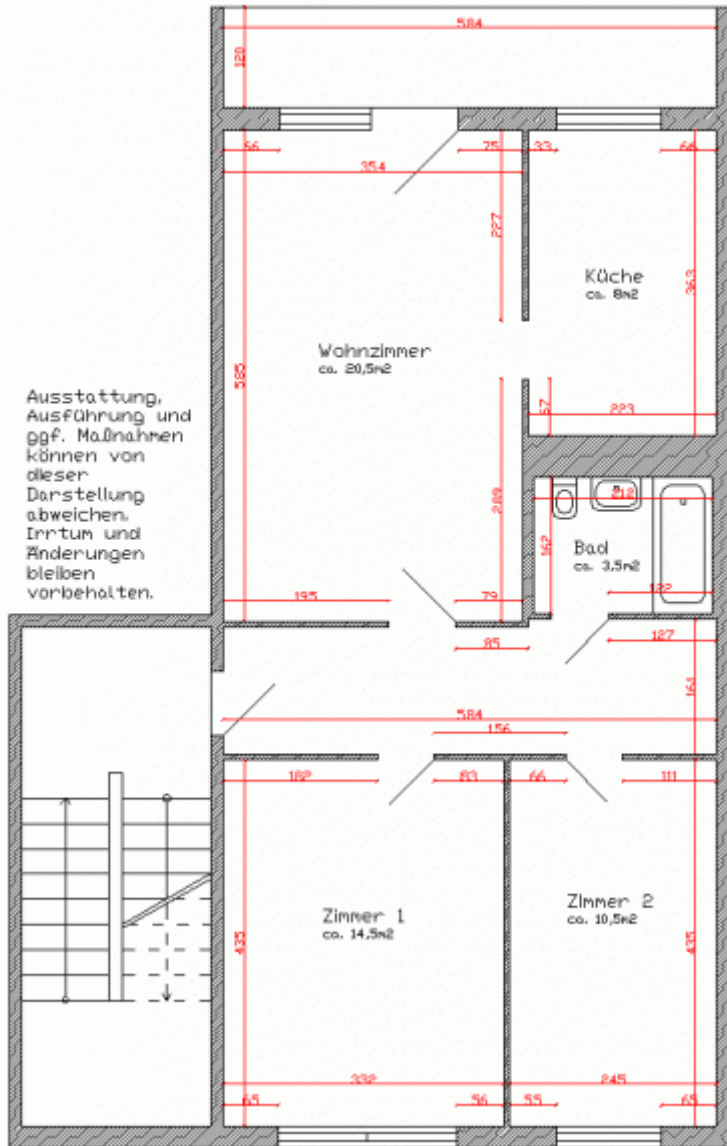 584
120
66
75
33
66
354
227
Küche
ca. 8m2
363
Wohnzimmer
ca. 20,5m2
585
67
223
Ausstattung,
Ausführung und
ggf. Maßnahmen
können von
dieser
Darstellung
abweichen.
Irrtum und
Änderungen
bleiben
vorbehalten.
289
212
162
Bad
ca. 3,5m2
195
79
122
85
127
161
584
156
182
83
66
111
Zimmer 1
ca. 14,5m2
Zimmer 2
ca. 10,5m2
435
435
332
245
65
56
55
65